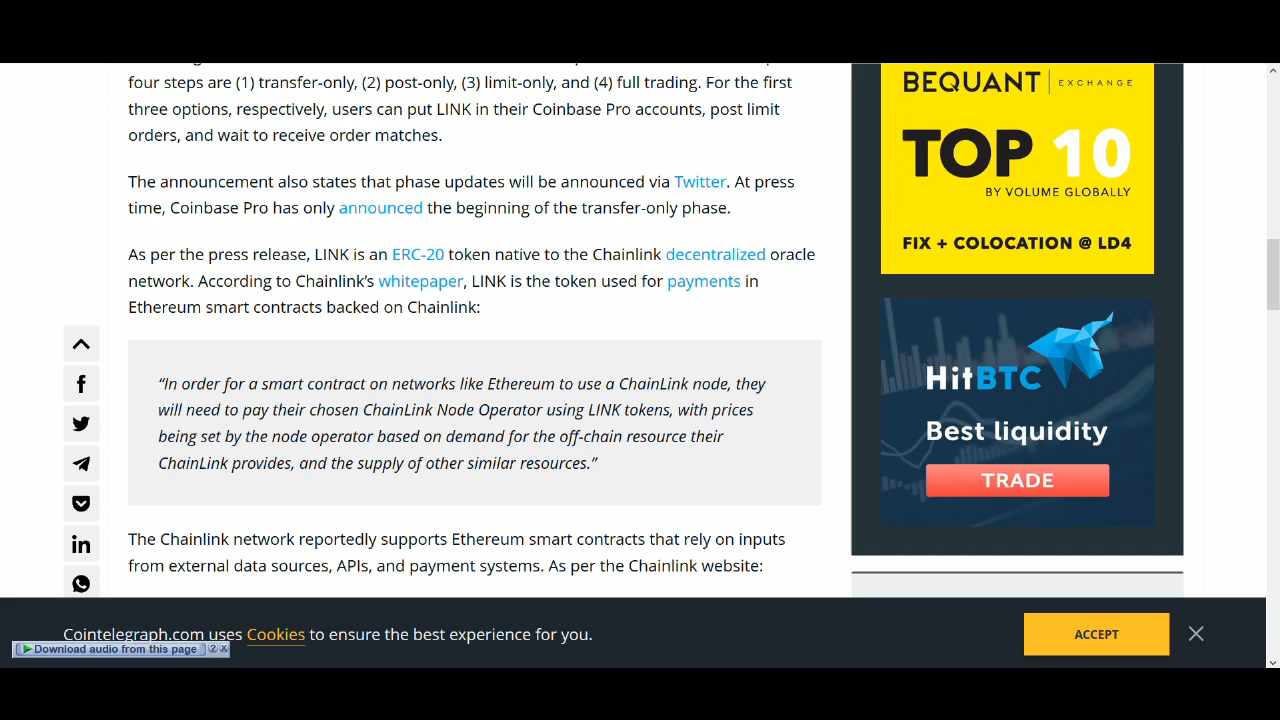 four steps are (1) transfer-only, (2) post-only, (3) limit-only, and (4) full trading. For the first
three options, respectively, users can put LINK in their Coinbase Pro accounts, post limit
orders, and wait to receive order matches.
The announcement also states that phase updates will be announced via Twitter. At press
time, Coinbase Pro has only announced the beginning of the transfer-only phase.
As per the press release, LINK is an ERC-20 token native to the Chainlink decentralized oracle
network. According to Chainlink’s whitepaper, LINK is the token used for payments in
Ethereum smart contracts backed on Chainlink:
“In order for a smart contract on networks like Ethereum to use a ChainLink node, they
will need to pay their chosen ChainLink Node Operator using LINK tokens, with prices
being set by the node operator based on demand for the off-chain resource their
ChainLink provides, and the supply of other similar resources.”
The Chainlink network reportedly supports Ethereum smart contracts that rely on inputs
from external data sources, APIs, and payment systems. As per the Chainlink website:
BEQUANT | EXCHANGE
TOP 10
BY VOLUME GLOBALLY
FIX + COLOCATION @ LD4
HitBTC
Best liquidity
TRADE
Cointelegraph.com uses Cookies to ensure the best experience for you.
ACCEPT
Download audio from this page ? x